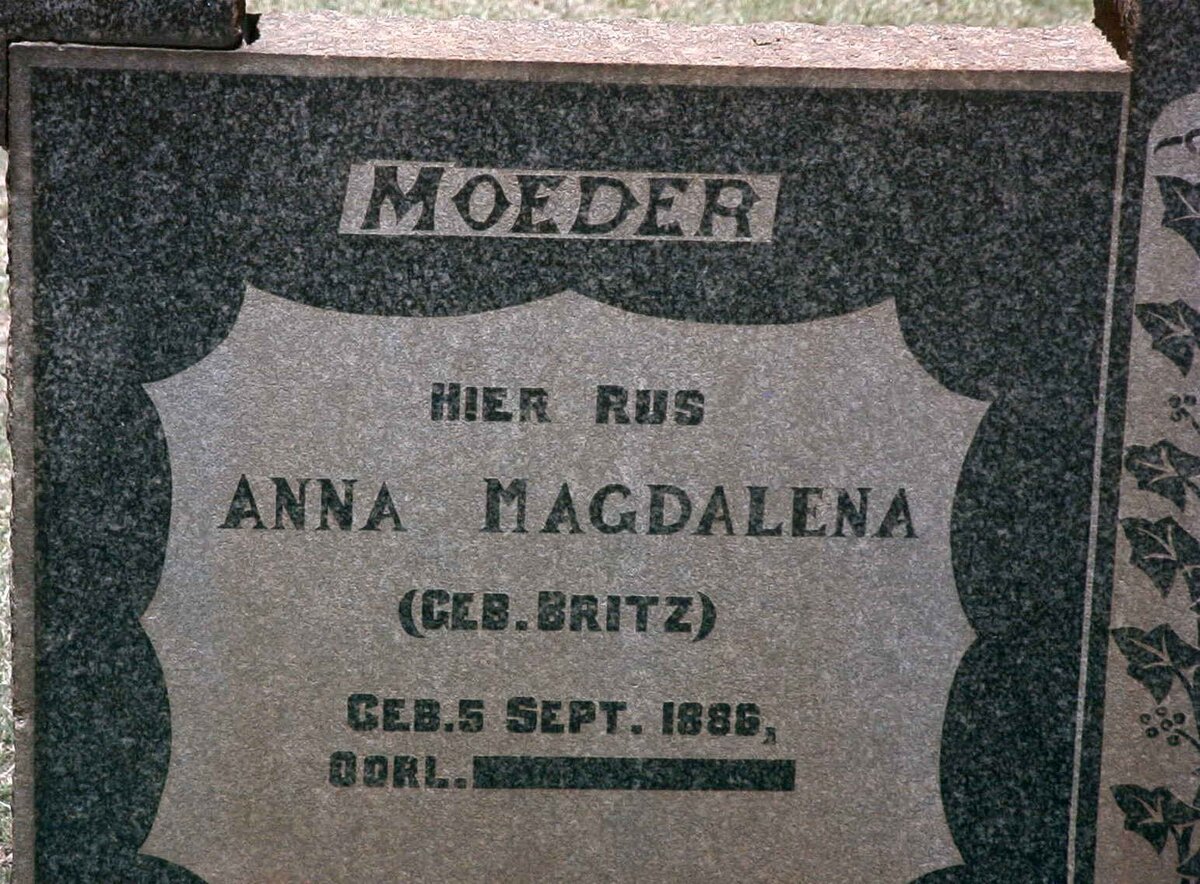 MOEDER
HIER RUS
ANNA MAGDALENA
(GEB. BRITZ)
GEB. 5 SEPT. 1886,
OORL.